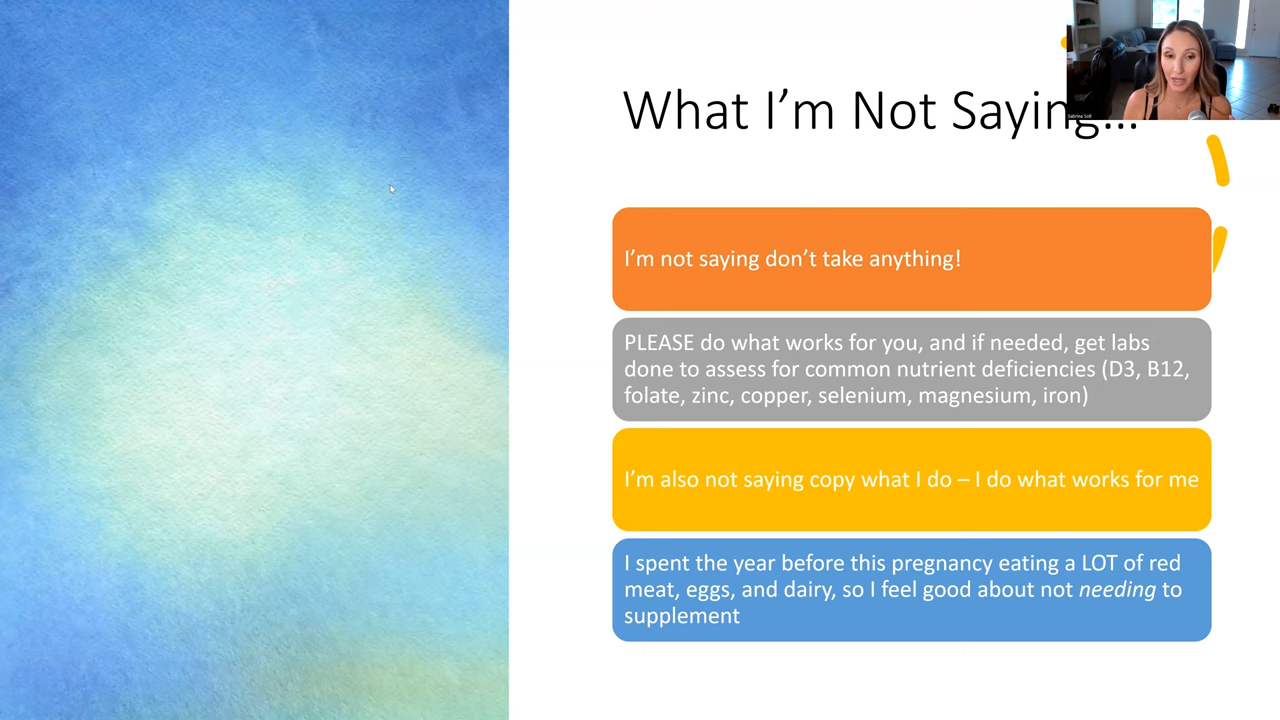 What I'm Not Saying...
Sabrina Solt
I'm not saying don't take anything!
PLEASE do what works for you, and if needed, get labs
done to assess for common nutrient deficiencies (D3, B12,
folate, zinc, copper, selenium, magnesium, iron)
I'm also not saying copy what I do – I do what works for me
I spent the year before this pregnancy eating a LOT of red
meat, eggs, and dairy, so I feel good about not needing to
supplement